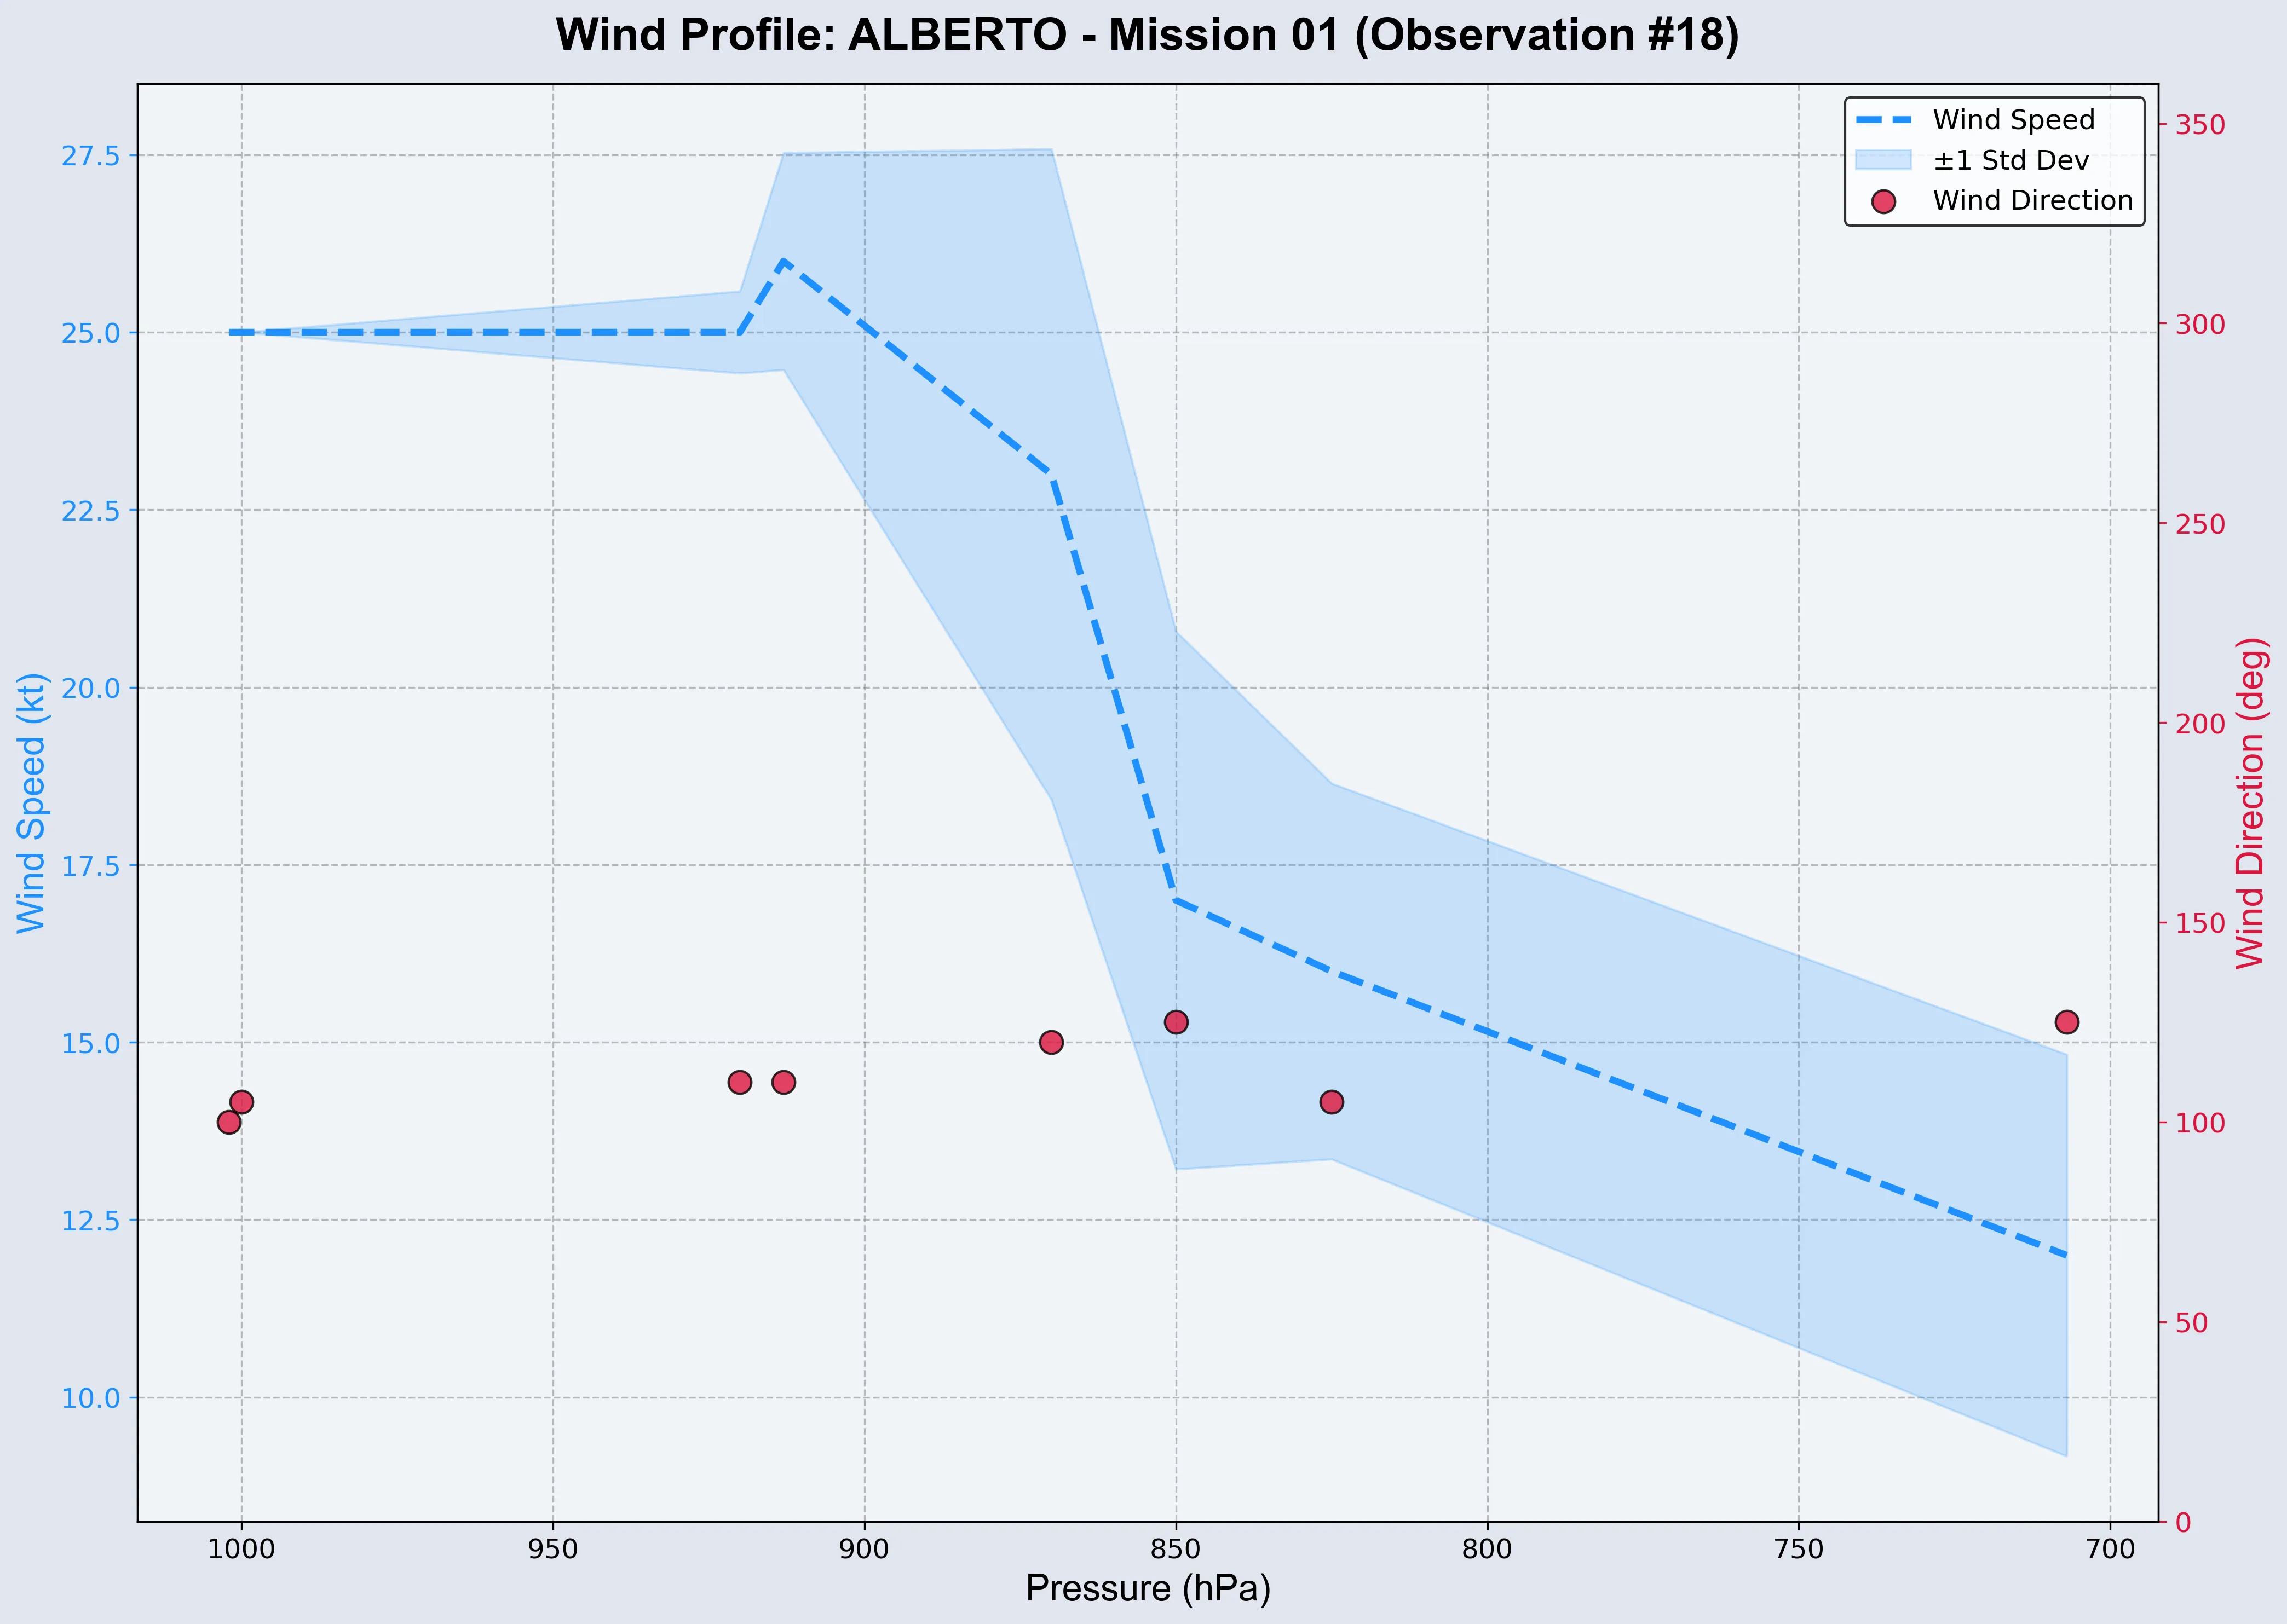 Wind Profile: ALBERTO - Mission 01 (Observation #18)
Wind Speed
±1 Std Dev
Wind Direction
Wind Speed (kt)
27.5
25.0
22.5
20.0
17.5
15.0
12.5
10.0
350
300
250
200
150
100
50
0
Wind Direction (deg)
1000 950 900 850 800 750 700
Pressure (hPa)